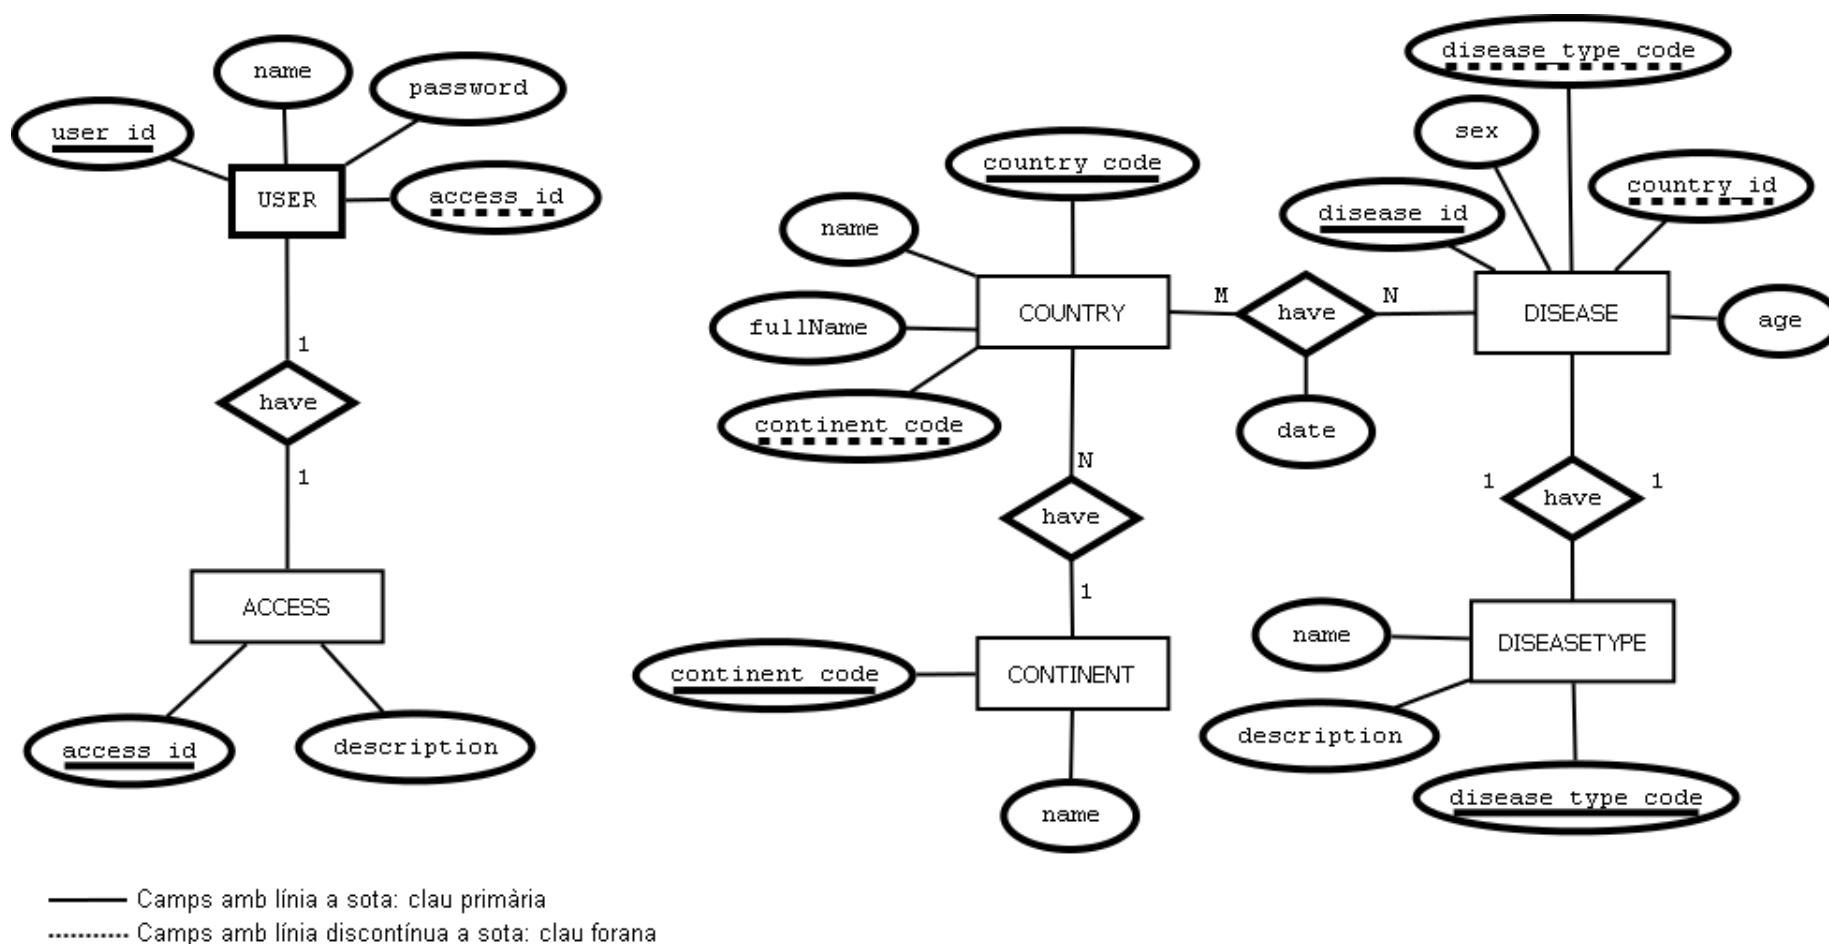 name
password
user_id
access_id
USER
1
have
1
ACCESS
access_id
description
country_code
name
fullName
continent_code
COUNTRY
M
have
N
date
N
have
1
continent_code
CONTINENT
name
disease_type_code
sex
country_id
disease_id
DISEASE
age
1
have
1
name
DISEASETYPE
description
disease_type_code
Camps amb línia a sota: clau primària
Camps amb línia discontínua a sota: clau forana